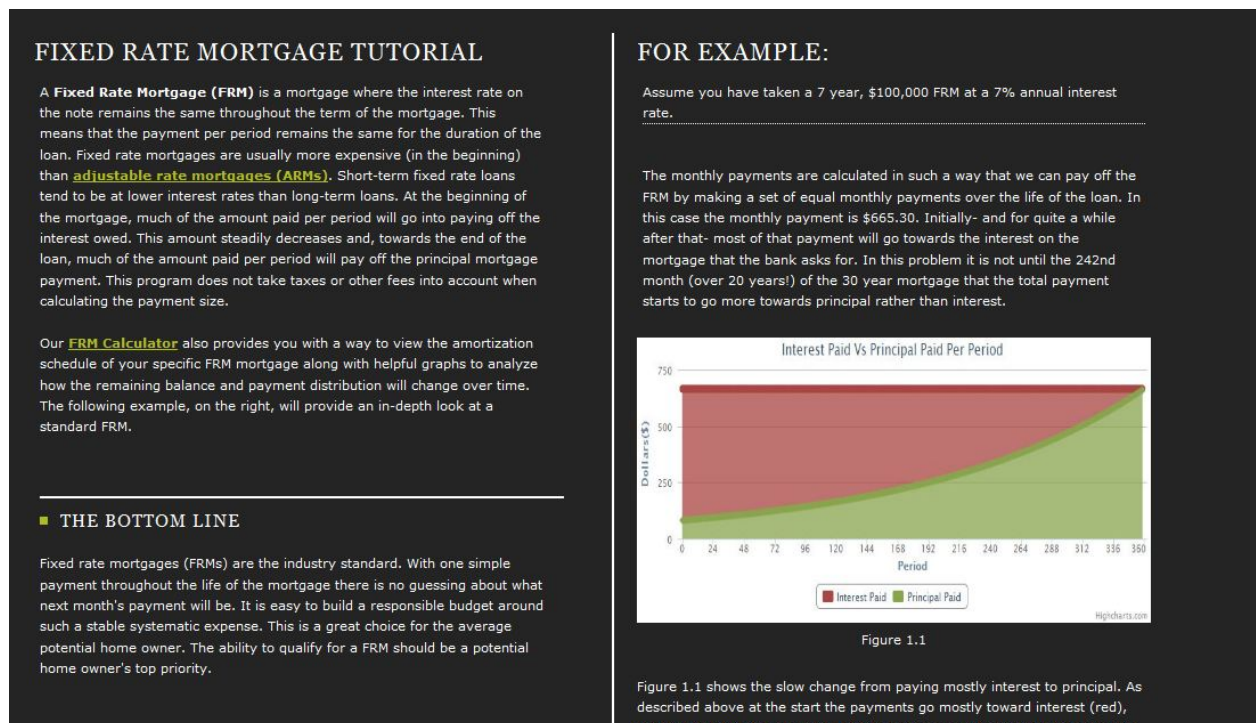 FIXED RATE MORTGAGE TUTORIAL
A Fixed Rate Mortgage (FRM) is a mortgage where the interest rate on
the note remains the same throughout the term of the mortgage. This
means that the payment per period remains the same for the duration of the
loan. Fixed rate mortgages are usually more expensive (in the beginning)
than adjustable rate mortgages (ARMs). Short-term fixed rate loans
tend to be at lower interest rates than long-term loans. At the beginning of
the mortgage, much of the amount paid per period will go into paying off the
interest owed. This amount steadily decreases and, towards the end of the
loan, much of the amount paid per period will pay off the principal mortgage
payment. This program does not take taxes or other fees into account when
calculating the payment size.
Our FRM Calculator also provides you with a way to view the amortization
schedule of your specific FRM mortgage along with helpful graphs to analyze
how the remaining balance and payment distribution will change over time.
The following example, on the right, will provide an in-depth look at a
standard FRM.
THE BOTTOM LINE
Fixed rate mortgages (FRMs) are the industry standard. With one simple
payment throughout the life of the mortgage there is no guessing about what
next month's payment will be. It is easy to build a responsible budget around
such a stable systematic expense. This is a great choice for the average
potential home owner. The ability to qualify for a FRM should be a potential
home owner's top priority.
FOR EXAMPLE:
Assume you have taken a 7 year, $100,000 FRM at a 7% annual interest
rate.
The monthly payments are calculated in such a way that we can pay off the
FRM by making a set of equal monthly payments over the life of the loan. In
this case the monthly payment is $665.30. Initially- and for quite a while
after that- most of that payment will go towards the interest on the
mortgage that the bank asks for. In this problem it is not until the 242nd
month (over 20 years!) of the 30 year mortgage that the total payment
starts to go more towards principal rather than interest.
Interest Paid Vs Principal Paid Per Period
750
500
250
0
Dollars($)
0 24 48 72 96 120 144 168 192 216 240 264 288 312 336 360
Period
Interest Paid Principal Paid
Highcharts.com
Figure 1.1
Figure 1.1 shows the slow change from paying mostly interest to principal. As
described above at the start the payments go mostly toward interest (red),